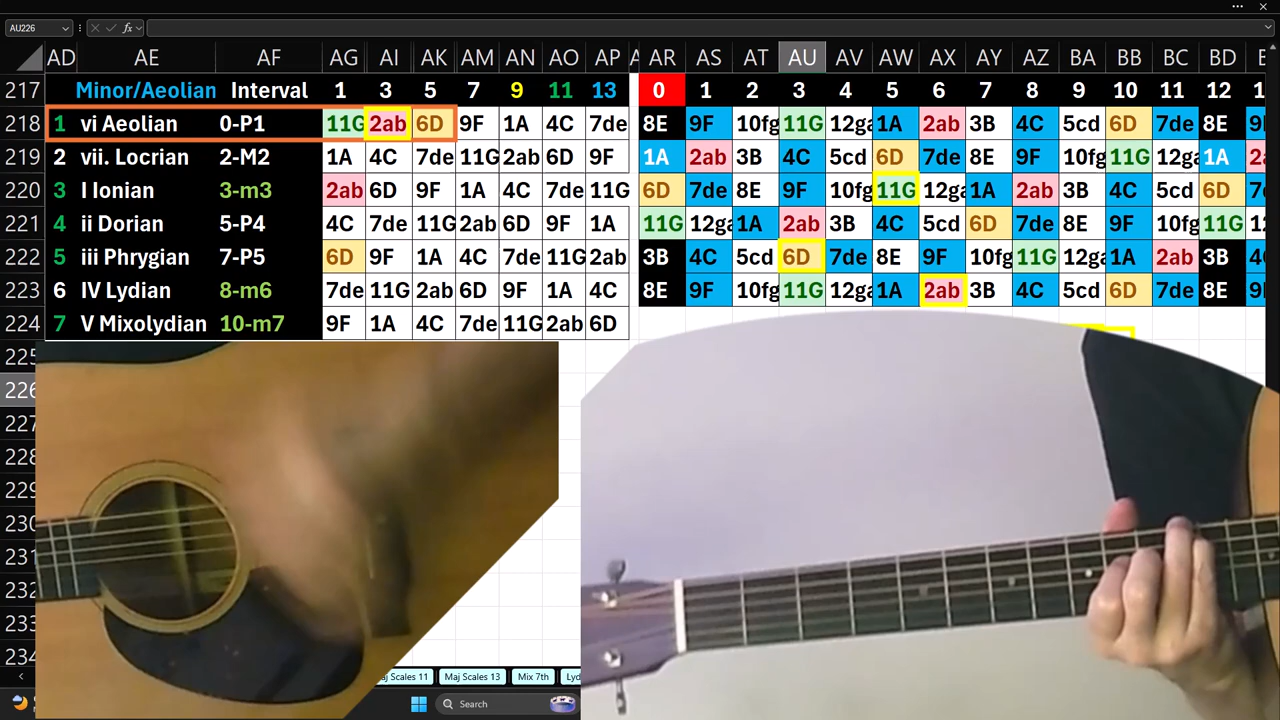 AU226 fx
AD AE AF AG AI AK AM AN AO AP A AR AS AT AU AV AW AX AY AZ BA BB BC BD E
217 Minor/Aeolian Interval 1 3 5 7 9 11 13 0 1 2 3 4 5 6 7 8 9 10 11 12 1
218 1 vi Aeolian 0-P1 11G 2ab 6D 9F 1A 4C 7de 8E 9F 10fg 11G 12ga 1A 2ab 3B 4C 5cd 6D 7de 8E 9F
219 2 vii. Locrian 2-M2 1A 4C 7de 11G 2ab 6D 9F 1A 2ab 3B 4C 5cd 6D 7de 8E 9F 10fg 11G 12ga 1A 2a
220 3 I Ionian 3-m3 2ab 6D 9F 1A 4C 7de 11G 6D 7de 8E 9F 10fg 11G 12ga 1A 2ab 3B 4C 5cd 6D 7d
221 4 ii Dorian 5-P4 4C 7de 11G 2ab 6D 9F 1A 11G 12ga 1A 2ab 3B 4C 5cd 6D 7de 8E 9F 10fg 11G 12
222 5 iii Phrygian 7-P5 6D 9F 1A 4C 7de 11G 2ab 3B 4C 5cd 6D 7de 8E 9F 10fg 11G 12ga 1A 2ab 3B 4C
223 6 IV Lydian 8-m6 7de 11G 2ab 6D 9F 1A 4C 8E 9F 10fg 11G 12ga 1A 2ab 3B 4C 5cd 6D 7de 8E 9F
224 7 V Mixolydian 10-m7 9F 1A 4C 7de 11G 2ab 6D
225
226
227
228
229
230
231
232
233
234
aj Scales 11 Maj Scales 13 Mix 7th Lyd
Search